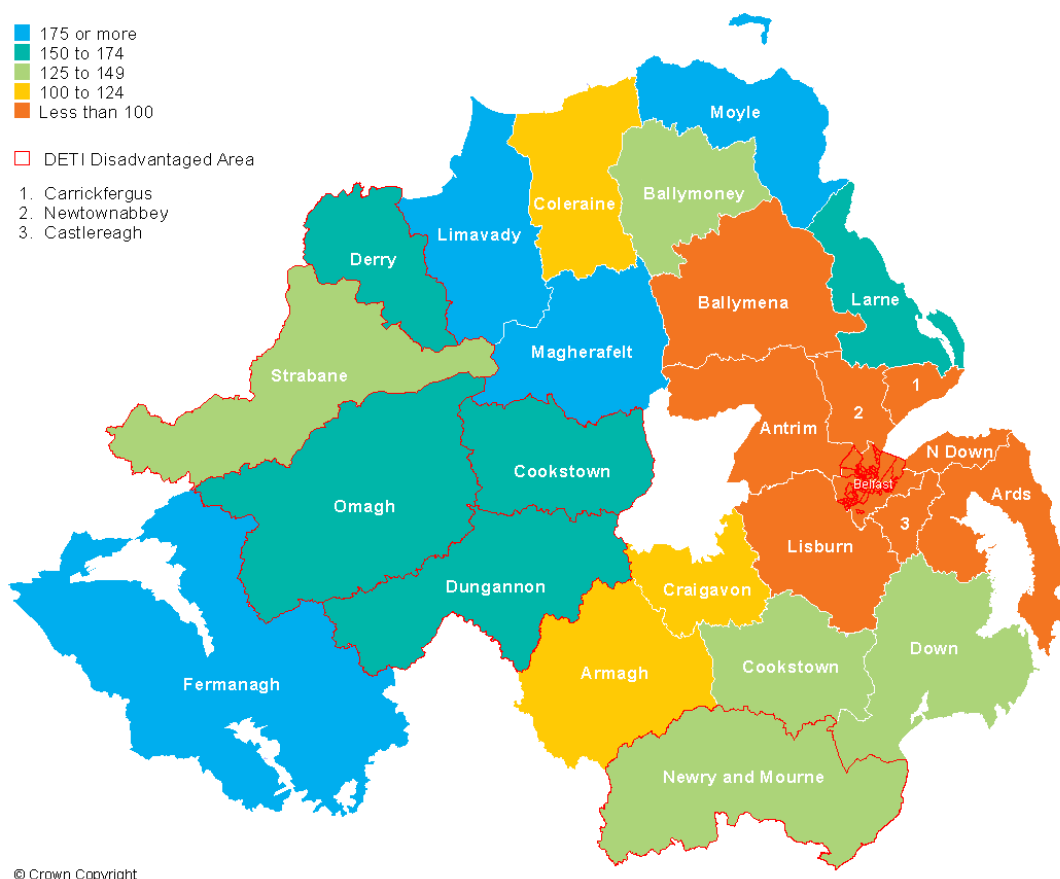 175 or more
150 to 174
125 to 149
100 to 124
Less than 100
DETI Disadvantaged Area
1. Carrickfergus
2. Newtownabbey
3. Castlereagh
Moyle
Ballymoney
Coleraine
Limavady
Derry
Larne
Ballymena
Magherafelt
Strabane
1
2
Antrim
N Down
Cookstown
Belfast
Ards
Omagh
3
Lisburn
Dungannon
Craigavon
Down
Cookstown
Armagh
Fermanagh
Newry and Mourne
© Crown Copyright